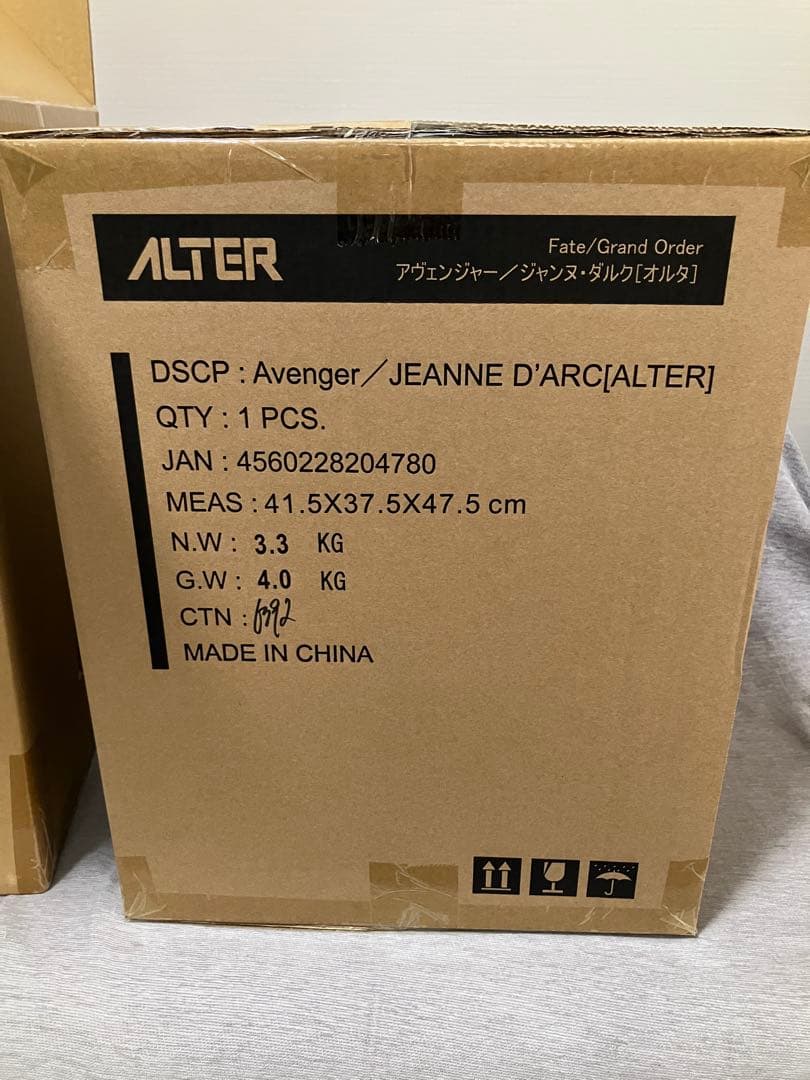 ALTER
Fate/Grand Order
アヴェンジャー/ジャンヌ・ダルク[オルタ]
DSCP : Avenger/JEANNE D'ARC[ALTER]
QTY : 1 PCS.
JAN : 4560228204780
MEAS : 41.5X37.5X47.5 cm
N.W : 3.3 KG
G.W : 4.0 KG
CTN : 6392
MADE IN CHINA